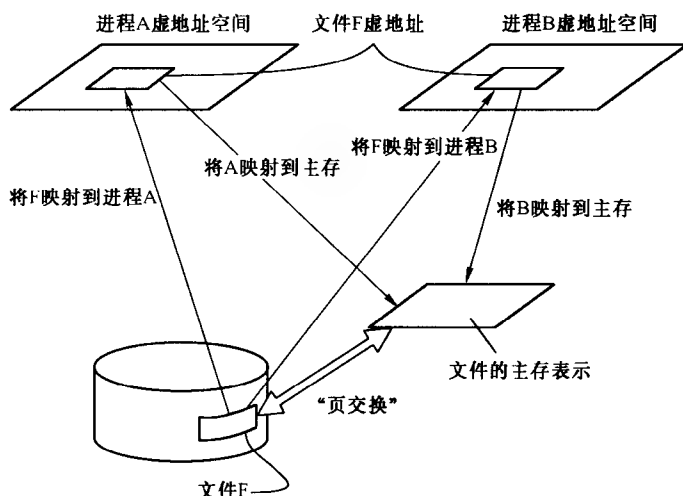 进程A虚地址空间
文件F虚地址
进程B虚地址空间
将F映射到进程B
将A映射到主存
将F映射到进程A
将B映射到主存
文件的主存表示
“页交换”
文件F